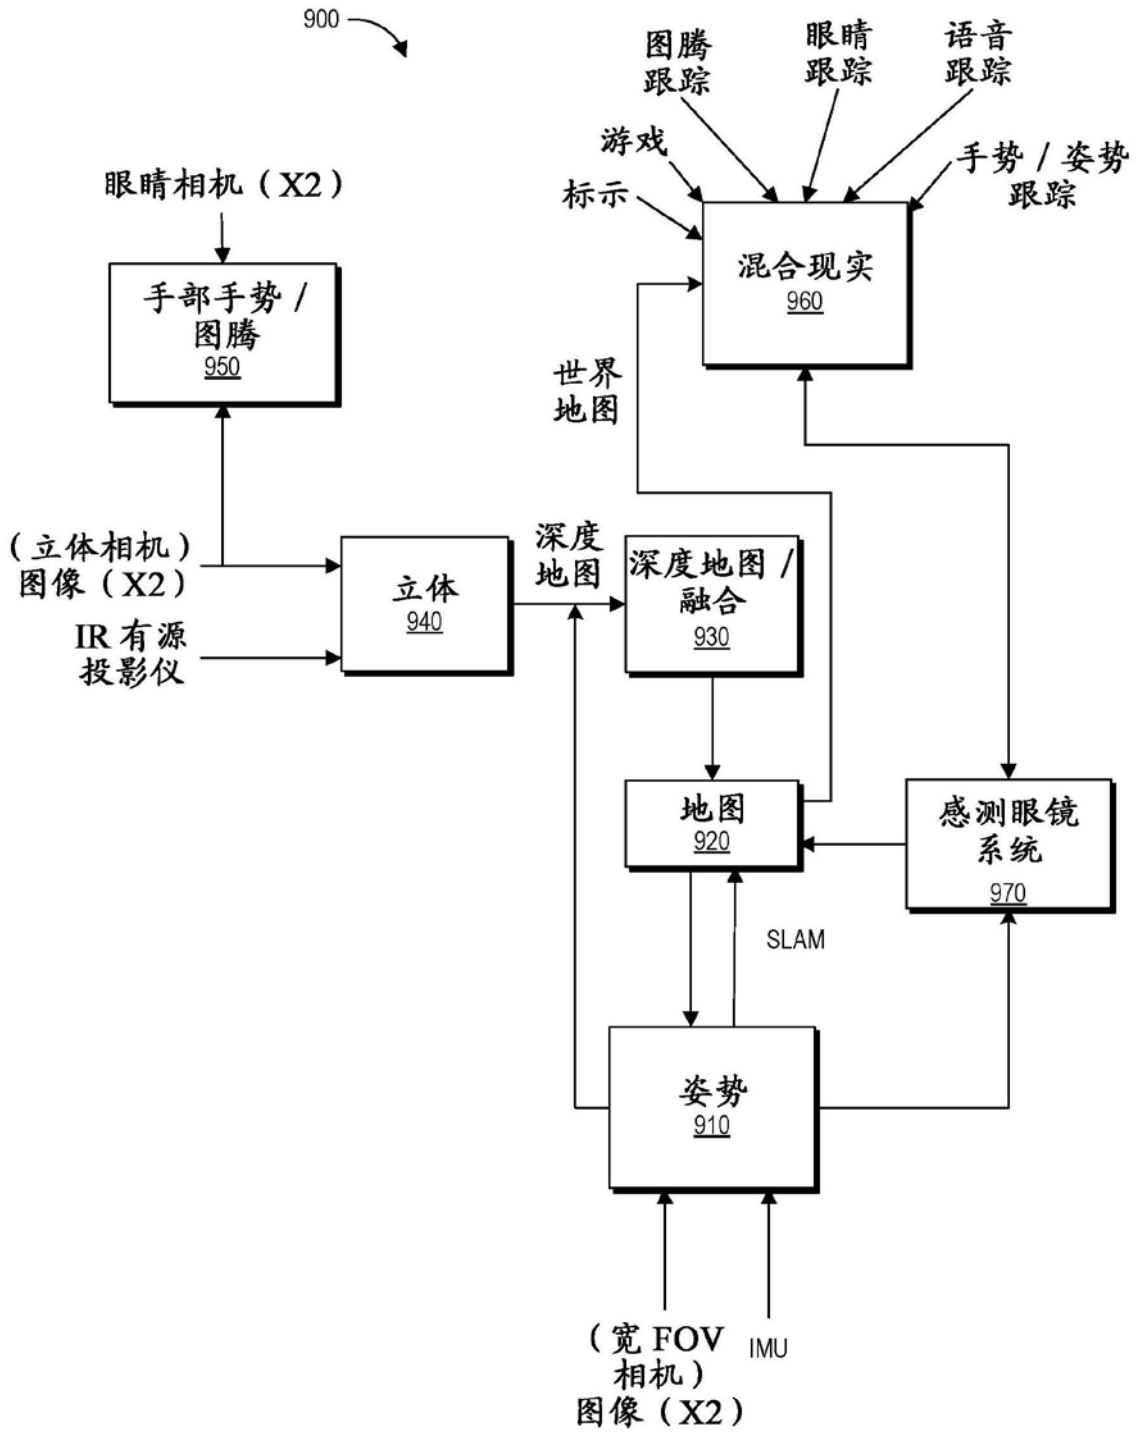 900
图腾
跟踪
眼睛
跟踪
语音
跟踪
游戏
标示
手势 / 姿势
跟踪
眼睛相机（X2）
手部手势 /
图腾
950
混合现实
960
世界
地图
（立体相机）
图像（X2）
IR 有源
投影仪
立体
940
深度
地图
深度地图 /
融合
930
地图
920
感测眼镜
系统
970
SLAM
姿势
910
（宽 FOV
相机）
图像（X2）
IMU